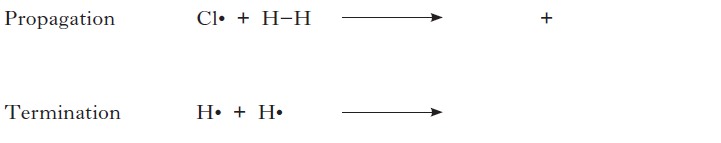 Propagation Cl• + H–H ⟶ +
Termination H• + H• ⟶